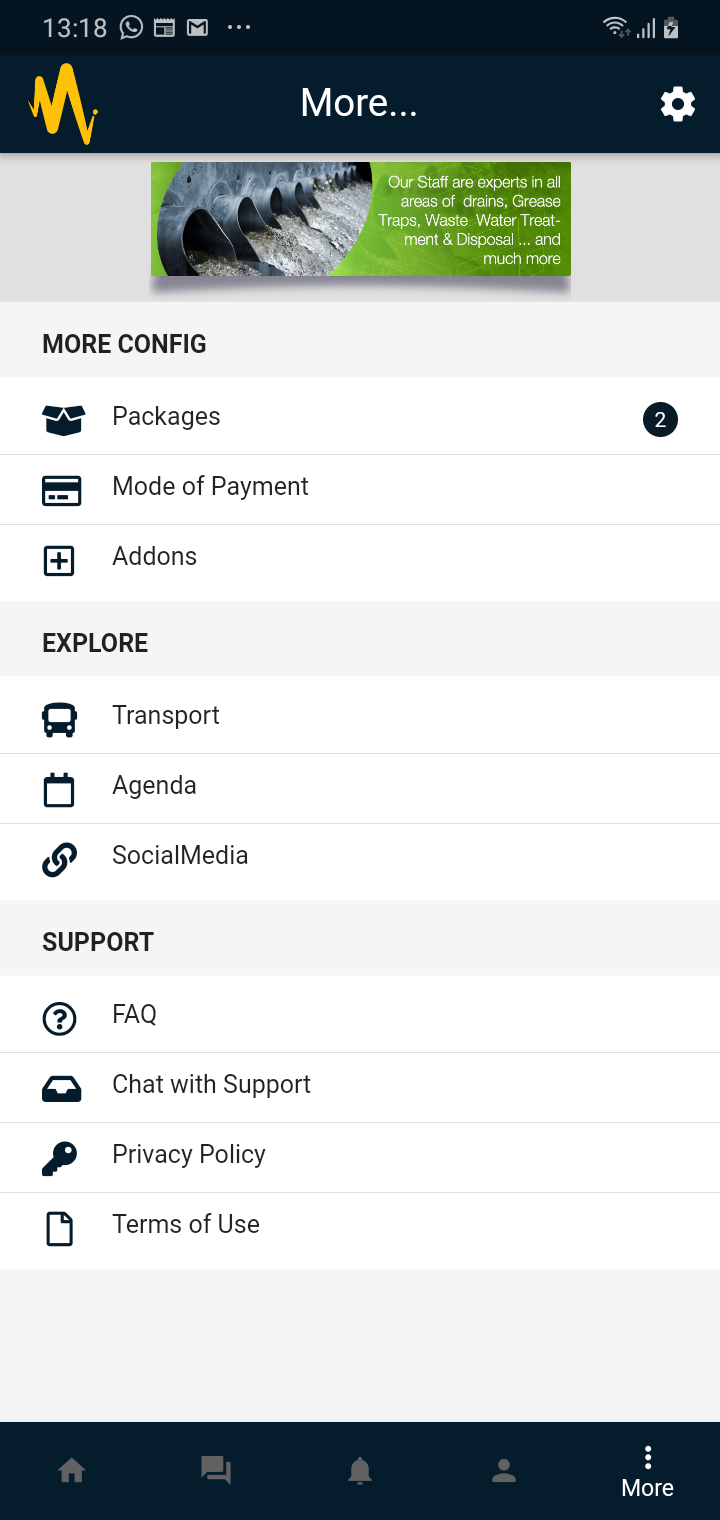 13:18
More...
Our Staff are experts in all
areas of drains, Grease
Traps, Waste Water Treat-
ment & Disposal ... and
much more
MORE CONFIG
Packages 2
Mode of Payment
Addons
EXPLORE
Transport
Agenda
SocialMedia
SUPPORT
FAQ
Chat with Support
Privacy Policy
Terms of Use
More